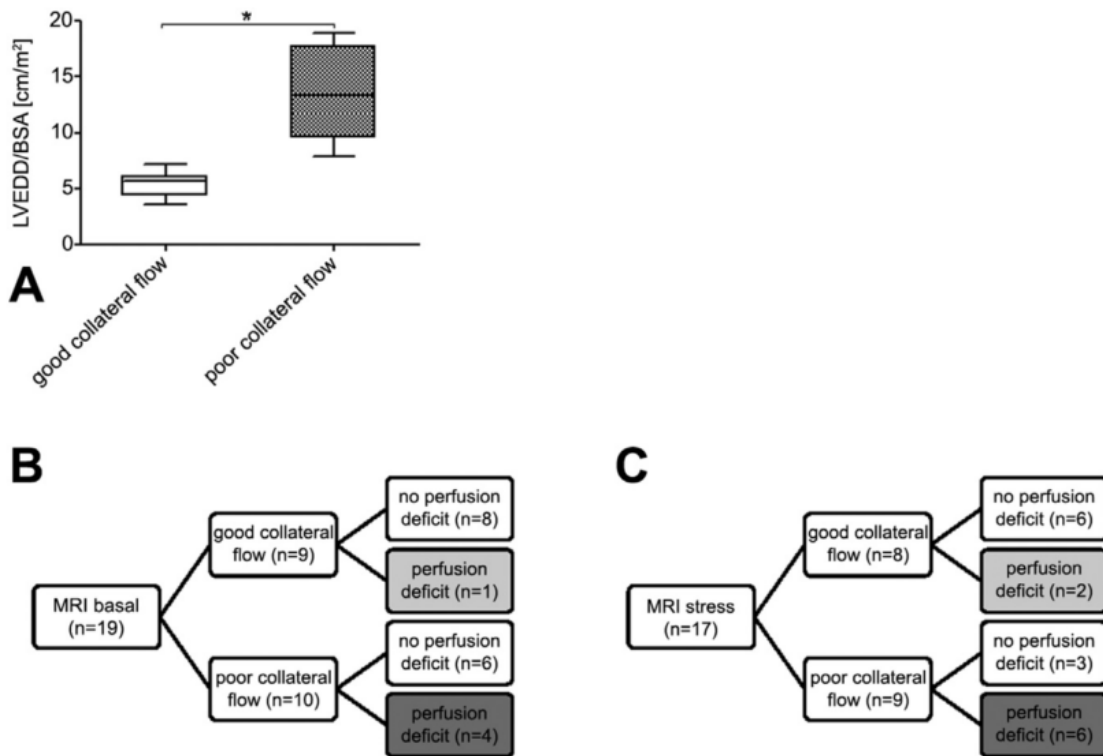 *
20
15
10
5
0
LVEDD/BSA [cm/m²]
good collateral flow
poor collateral flow
A
B
MRI basal
(n=19)
good collateral
flow (n=9)
poor collateral
flow (n=10)
no perfusion
deficit (n=8)
perfusion
deficit (n=1)
no perfusion
deficit (n=6)
perfusion
deficit (n=4)
C
MRI stress
(n=17)
good collateral
flow (n=8)
poor collateral
flow (n=9)
no perfusion
deficit (n=6)
perfusion
deficit (n=2)
no perfusion
deficit (n=3)
perfusion
deficit (n=6)